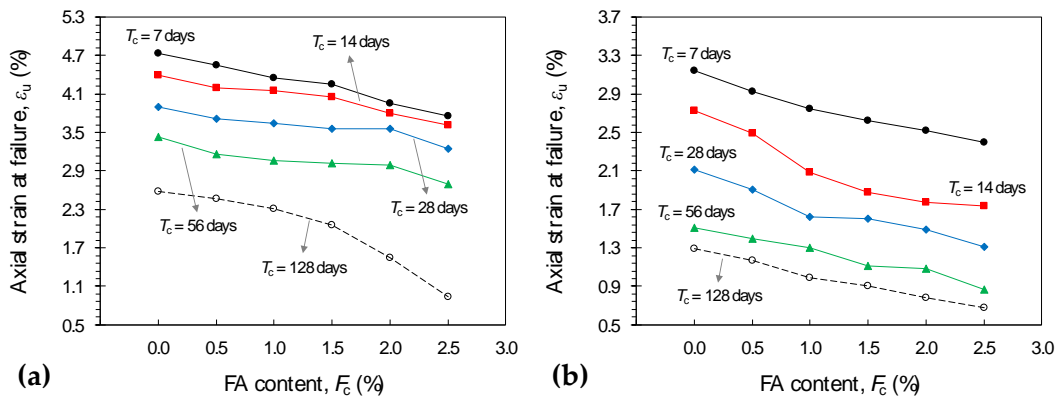 Axial strain at failure, εu (%)
5.3
4.7
4.1
3.5
2.9
2.3
1.7
1.1
0.5
Tc = 7 days
Tc = 14 days
Tc = 28 days
Tc = 56 days
Tc = 128 days
0.0 0.5 1.0 1.5 2.0 2.5 3.0
FA content, Fc (%)
(a)
Axial strain at failure, εu (%)
3.7
3.3
2.9
2.5
2.1
1.7
1.3
0.9
0.5
Tc = 7 days
Tc = 28 days
Tc = 14 days
Tc = 56 days
Tc = 128 days
0.0 0.5 1.0 1.5 2.0 2.5 3.0
FA content, Fc (%)
(b)